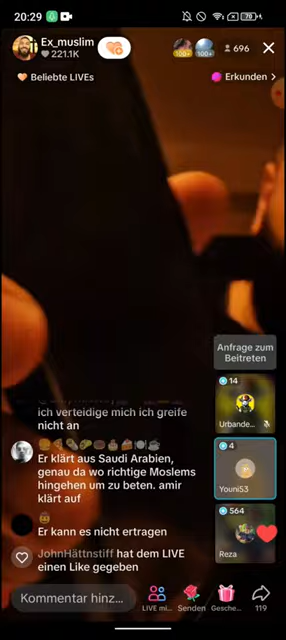 20:29
70
Ex_muslim
221.1K
100+
100+
696
Beliebte LIVEs
Erkunden
Anfrage zum
Beitreten
14
Urbande...
ich verteidige mich ich greife
nicht an
4
Youni53
Er klärt aus Saudi Arabien,
genau da wo richtige Moslems
hingehen um zu beten. amir
klärt auf
564
Reza
Er kann es nicht ertragen
JohnHättnstiff hat dem LIVE
einen Like gegeben
Kommentar hinz...
LIVE mi...
Senden
Gesche...
119